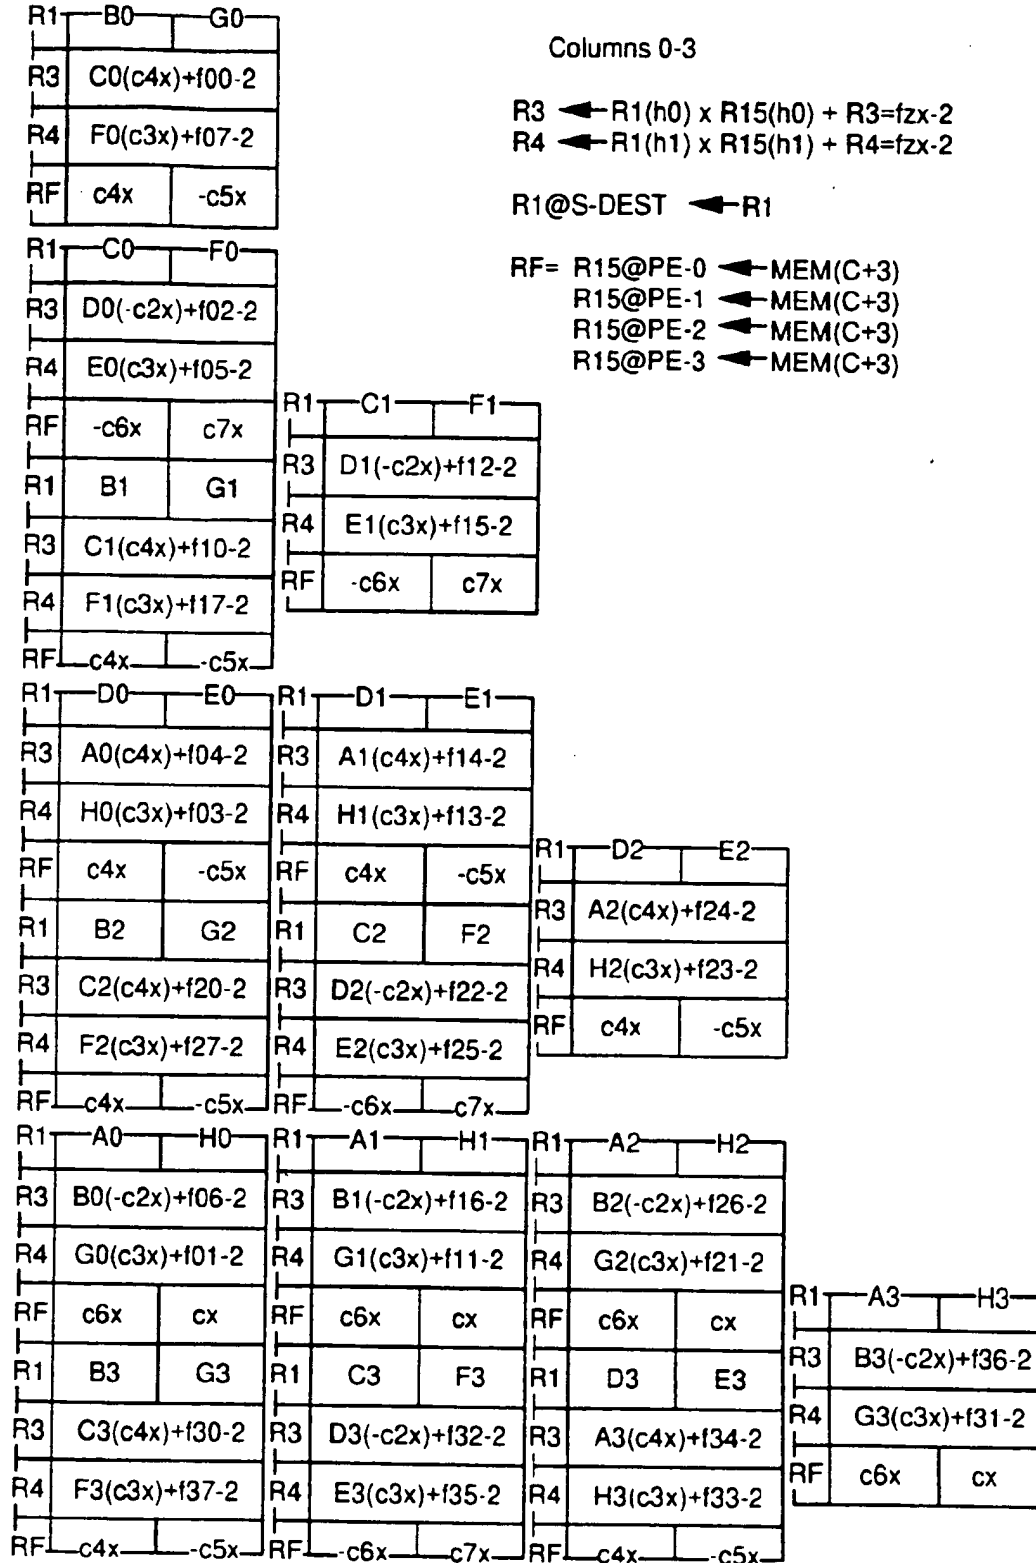 Columns 0-3
R3 ← R1(h0) x R15(h0) + R3=fzx-2
R4 ← R1(h1) x R15(h1) + R4=fzx-2
R1@S-DEST ← R1
RF= R15@PE-0 ← MEM(C+3)
R15@PE-1 ← MEM(C+3)
R15@PE-2 ← MEM(C+3)
R15@PE-3 ← MEM(C+3)
R1 B0 G0
R3 C0(c4x)+f00-2
R4 F0(c3x)+f07-2
RF c4x -c5x
R1 C0 F0
R3 D0(-c2x)+f02-2
R4 E0(c3x)+f05-2
RF -c6x c7x
R1 B1 G1
R3 C1(c4x)+f10-2
R4 F1(c3x)+f17-2
RF c4x -c5x
R1 C1 F1
R3 D1(-c2x)+f12-2
R4 E1(c3x)+f15-2
RF -c6x c7x
R1 D0 E0
R3 A0(c4x)+f04-2
R4 H0(c3x)+f03-2
RF c4x -c5x
R1 B2 G2
R3 C2(c4x)+f20-2
R4 F2(c3x)+f27-2
RF c4x -c5x
R1 D1 E1
R3 A1(c4x)+f14-2
R4 H1(c3x)+f13-2
RF c4x -c5x
R1 C2 F2
R3 D2(-c2x)+f22-2
R4 E2(c3x)+f25-2
RF -c6x c7x
R1 D2 E2
R3 A2(c4x)+f24-2
R4 H2(c3x)+f23-2
RF c4x -c5x
R1 A0 H0
R3 B0(-c2x)+f06-2
R4 G0(c3x)+f01-2
RF c6x cx
R1 B3 G3
R3 C3(c4x)+f30-2
R4 F3(c3x)+f37-2
RF c4x -c5x
R1 A1 H1
R3 B1(-c2x)+f16-2
R4 G1(c3x)+f11-2
RF c6x cx
R1 C3 F3
R3 D3(-c2x)+f32-2
R4 E3(c3x)+f35-2
RF -c6x c7x
R1 A2 H2
R3 B2(-c2x)+f26-2
R4 G2(c3x)+f21-2
RF c6x cx
R1 D3 E3
R3 A3(c4x)+f34-2
R4 H3(c3x)+f33-2
RF c4x -c5x
R1 A3 H3
R3 B3(-c2x)+f36-2
R4 G3(c3x)+f31-2
RF c6x cx